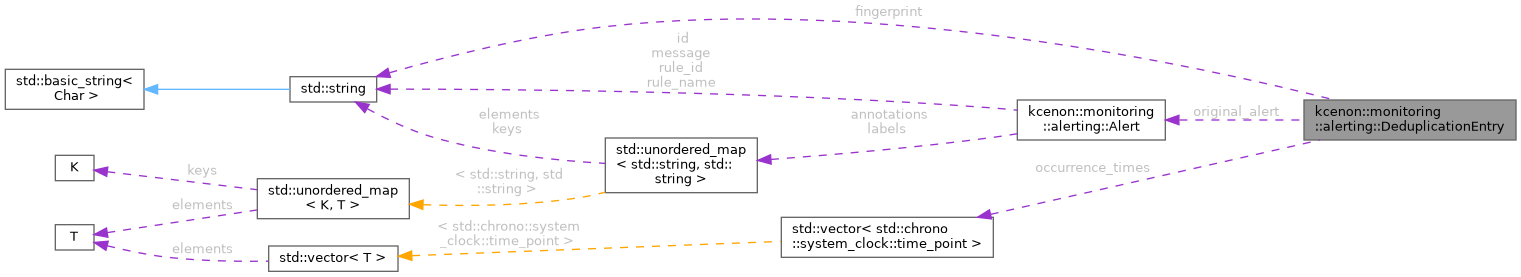 fingerprint
id
message
rule_id
rule_name
std::basic_string<
Char >
std::string
kcenon::monitoring
::alerting::Alert
original_alert
kcenon::monitoring
::alerting::DeduplicationEntry
elements
keys
annotations
labels
std::unordered_map
< std::string, std::
string >
K
keys
< std::string, std
::string >
occurrence_times
std::unordered_map
< K, T >
elements
T
< std::chrono::system
_clock::time_point >
std::vector< std::chrono
::system_clock::time_point >
elements
std::vector< T >